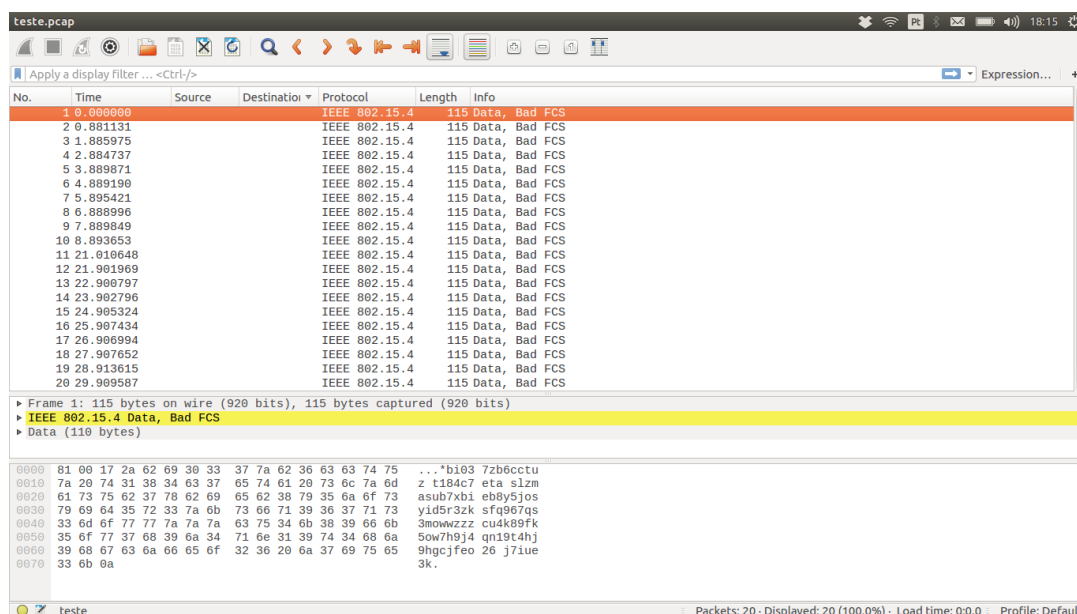 teste.pcap Pt 18:15
Apply a display filter ... <Ctrl-/> Expression... +
No. Time Source Destination Protocol Length Info
1 0.000000 IEEE 802.15.4 115 Data, Bad FCS
2 0.881131 IEEE 802.15.4 115 Data, Bad FCS
3 1.885975 IEEE 802.15.4 115 Data, Bad FCS
4 2.884737 IEEE 802.15.4 115 Data, Bad FCS
5 3.889871 IEEE 802.15.4 115 Data, Bad FCS
6 4.889190 IEEE 802.15.4 115 Data, Bad FCS
7 5.895421 IEEE 802.15.4 115 Data, Bad FCS
8 6.888996 IEEE 802.15.4 115 Data, Bad FCS
9 7.889849 IEEE 802.15.4 115 Data, Bad FCS
10 8.893653 IEEE 802.15.4 115 Data, Bad FCS
11 21.010648 IEEE 802.15.4 115 Data, Bad FCS
12 21.901969 IEEE 802.15.4 115 Data, Bad FCS
13 22.900797 IEEE 802.15.4 115 Data, Bad FCS
14 23.902796 IEEE 802.15.4 115 Data, Bad FCS
15 24.905324 IEEE 802.15.4 115 Data, Bad FCS
16 25.907434 IEEE 802.15.4 115 Data, Bad FCS
17 26.906994 IEEE 802.15.4 115 Data, Bad FCS
18 27.907652 IEEE 802.15.4 115 Data, Bad FCS
19 28.913615 IEEE 802.15.4 115 Data, Bad FCS
20 29.909587 IEEE 802.15.4 115 Data, Bad FCS
Frame 1: 115 bytes on wire (920 bits), 115 bytes captured (920 bits)
IEEE 802.15.4 Data, Bad FCS
Data (110 bytes)
0000 81 00 17 2a 62 69 30 33 37 7a 62 36 63 63 74 75 ...*bi03 7zb6cctu
0010 7a 20 74 31 38 34 63 37 65 74 61 20 73 6c 7a 6d z t184c7 eta slzm
0020 61 73 75 62 37 78 62 69 65 62 38 79 35 6a 6f 73 asub7xbi eb8y5jos
0030 79 69 64 35 72 33 7a 6b 73 66 71 39 36 37 71 73 yid5r3zk sfq967qs
0040 33 6d 6f 77 77 7a 7a 7a 63 75 34 6b 38 39 66 6b 3mowwzzz cu4k89fk
0050 35 6f 77 37 68 39 6a 34 71 6e 31 39 74 34 68 6a 5ow7h9j4 qn19t4hj
0060 39 68 67 63 6a 66 65 6f 32 36 20 6a 37 69 75 65 9hgcjfeo 26 j7iue
0070 33 6b 0a 3k.
teste Packets: 20 · Displayed: 20 (100.0%) · Load time: 0:0.0 Profile: Defaul